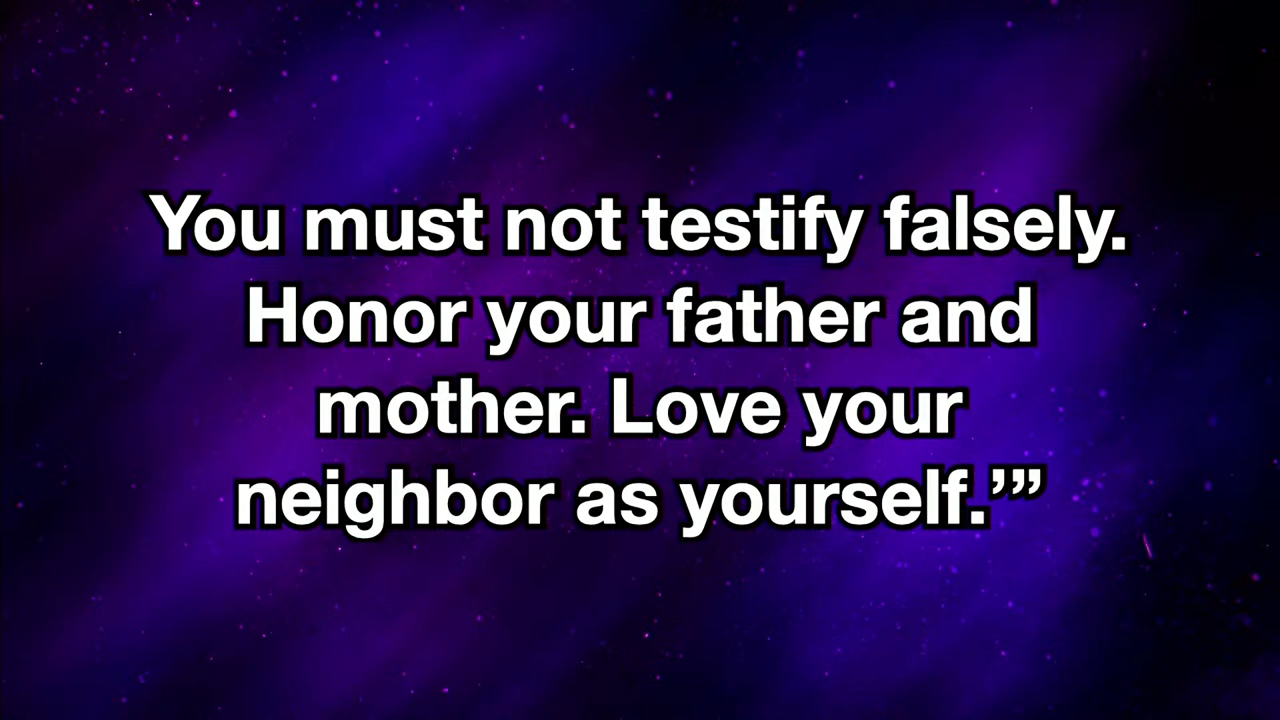 You must not testify falsely.
Honor your father and
mother. Love your
neighbor as yourself.’”